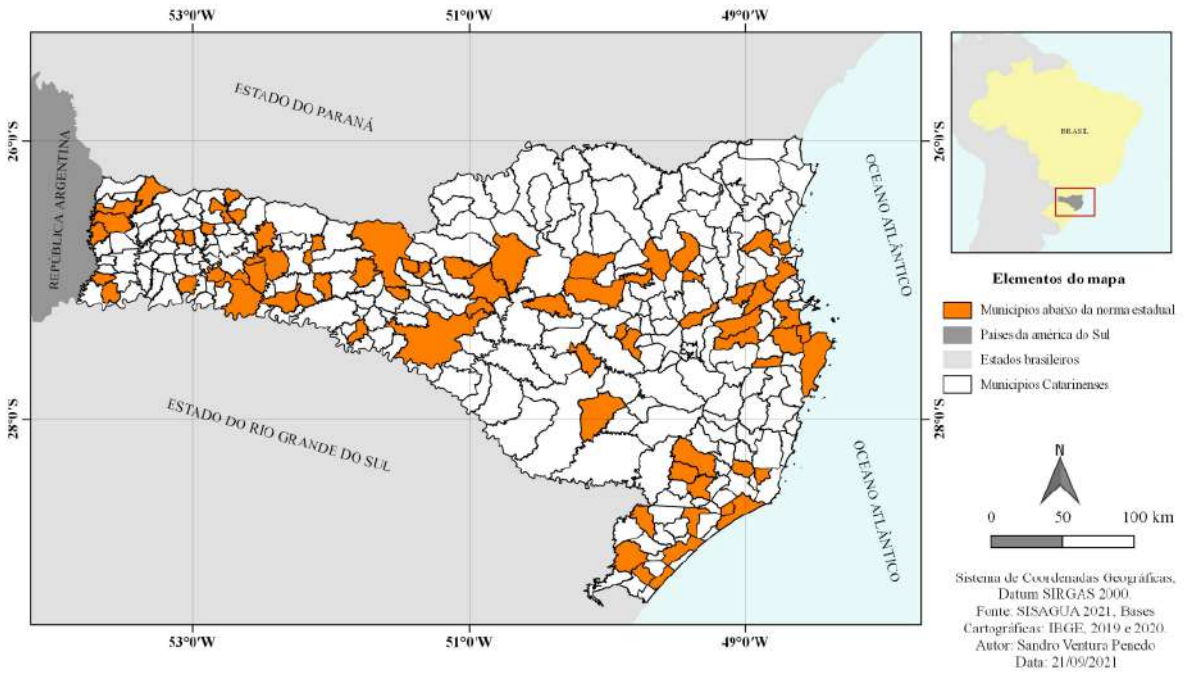 53°0'W
51°0'W
49°0'W
26°0'S
26°0'S
28°0'S
28°0'S
53°0'W
51°0'W
49°0'W
ESTADO DO PARANÁ
REPÚBLICA ARGENTINA
OCEANO ATLÂNTICO
ESTADO DO RIO GRANDE DO SUL
OCEANO ATLÂNTICO
BRASIL
Elementos do mapa
Municípios abaixo da norma estadual
Países da américa do Sul
Estados brasileiros
Municípios Catarinenses
N
0 50 100 km
Sistema de Coordenadas Geográficas,
Datum SIRGAS 2000.
Fonte: SISAGUA 2021, Bases
Cartográficas: IBGE, 2019 e 2020.
Autor: Sandro Ventura Penedo
Data: 21/09/2021